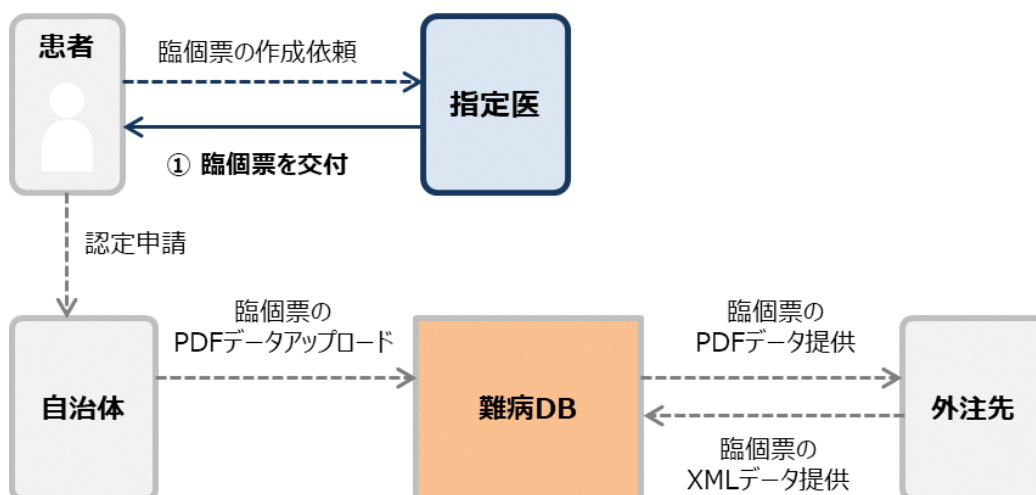 患者
臨個票の作成依頼
指定医
① 臨個票を交付
認定申請
臨個票の
PDFデータアップロード
臨個票の
PDFデータ提供
自治体
難病DB
外注先
臨個票の
XMLデータ提供